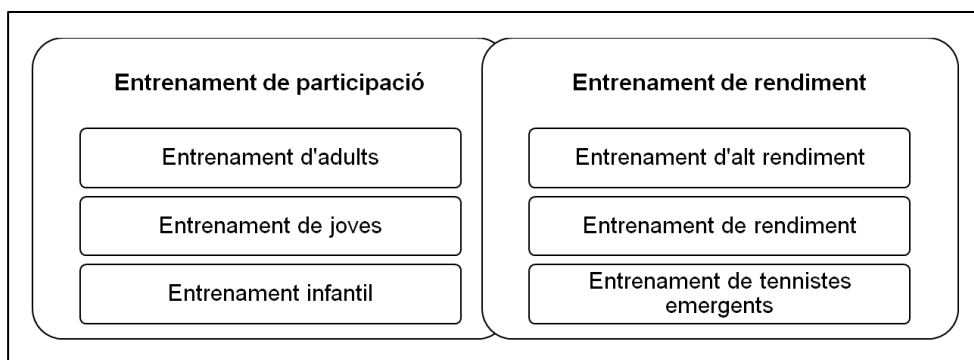 Entrenament de participació
Entrenament d'adults
Entrenament de joves
Entrenament infantil
Entrenament de rendiment
Entrenament d'alt rendiment
Entrenament de rendiment
Entrenament de tennistes
emergents